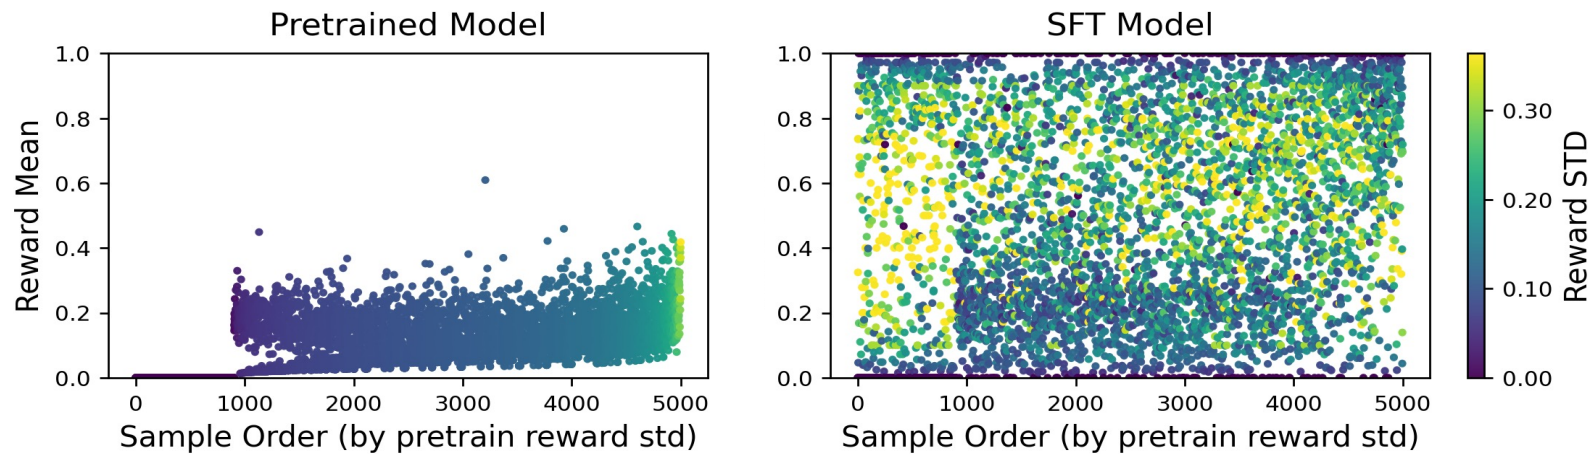 Pretrained Model
Reward Mean
1.0
0.8
0.6
0.4
0.2
0.0
0 1000 2000 3000 4000 5000
Sample Order (by pretrain reward std)
SFT Model
1.0
0.8
0.6
0.4
0.2
0.0
0 1000 2000 3000 4000 5000
Sample Order (by pretrain reward std)
0.30
0.20
0.10
0.00
Reward STD